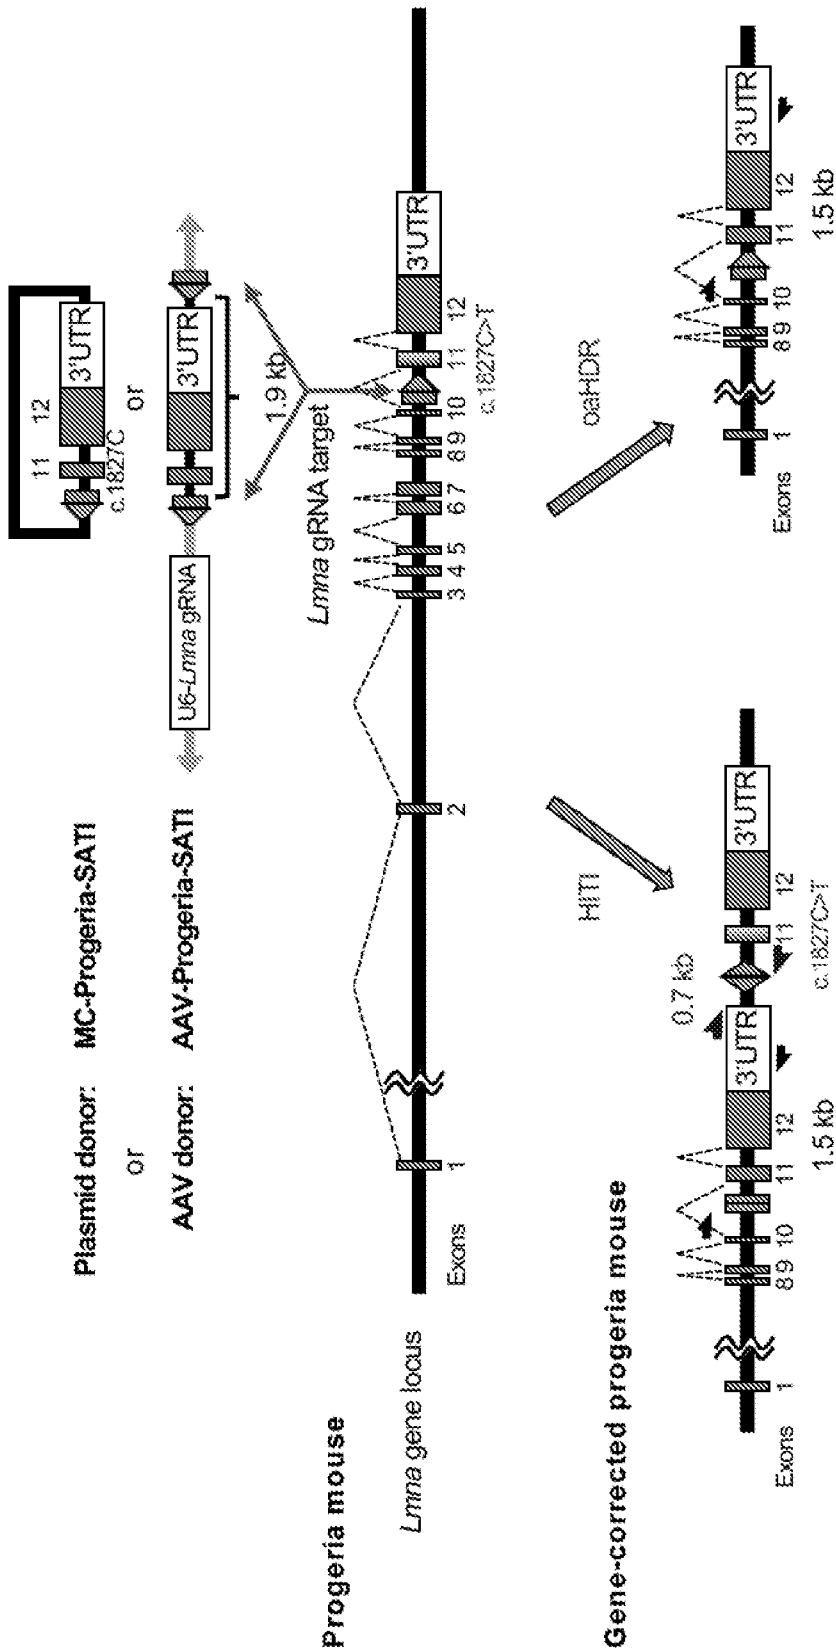 Plasmid donor: MC-Progeria-SATI
11 12
3'UTR
c.1827C
or
or
AAV donor: AAV-Progeria-SATI
U6-Lmna gRNA
3'UTR
1.9 kb
Lmna gRNA target
Progeria mouse
Lmna gene locus
3'UTR
Exons
1 2 3 4 5 6 7 8 9 10 11 12
c.1827C>T
HITI
oaHDR
Gene-corrected progeria mouse
0.7 kb
3'UTR
3'UTR
Exons
1 8 9 10 11 12
11 12
1.5 kb
c.1827C>T
3'UTR
Exons
1 8 9 10 11 12
1.5 kb